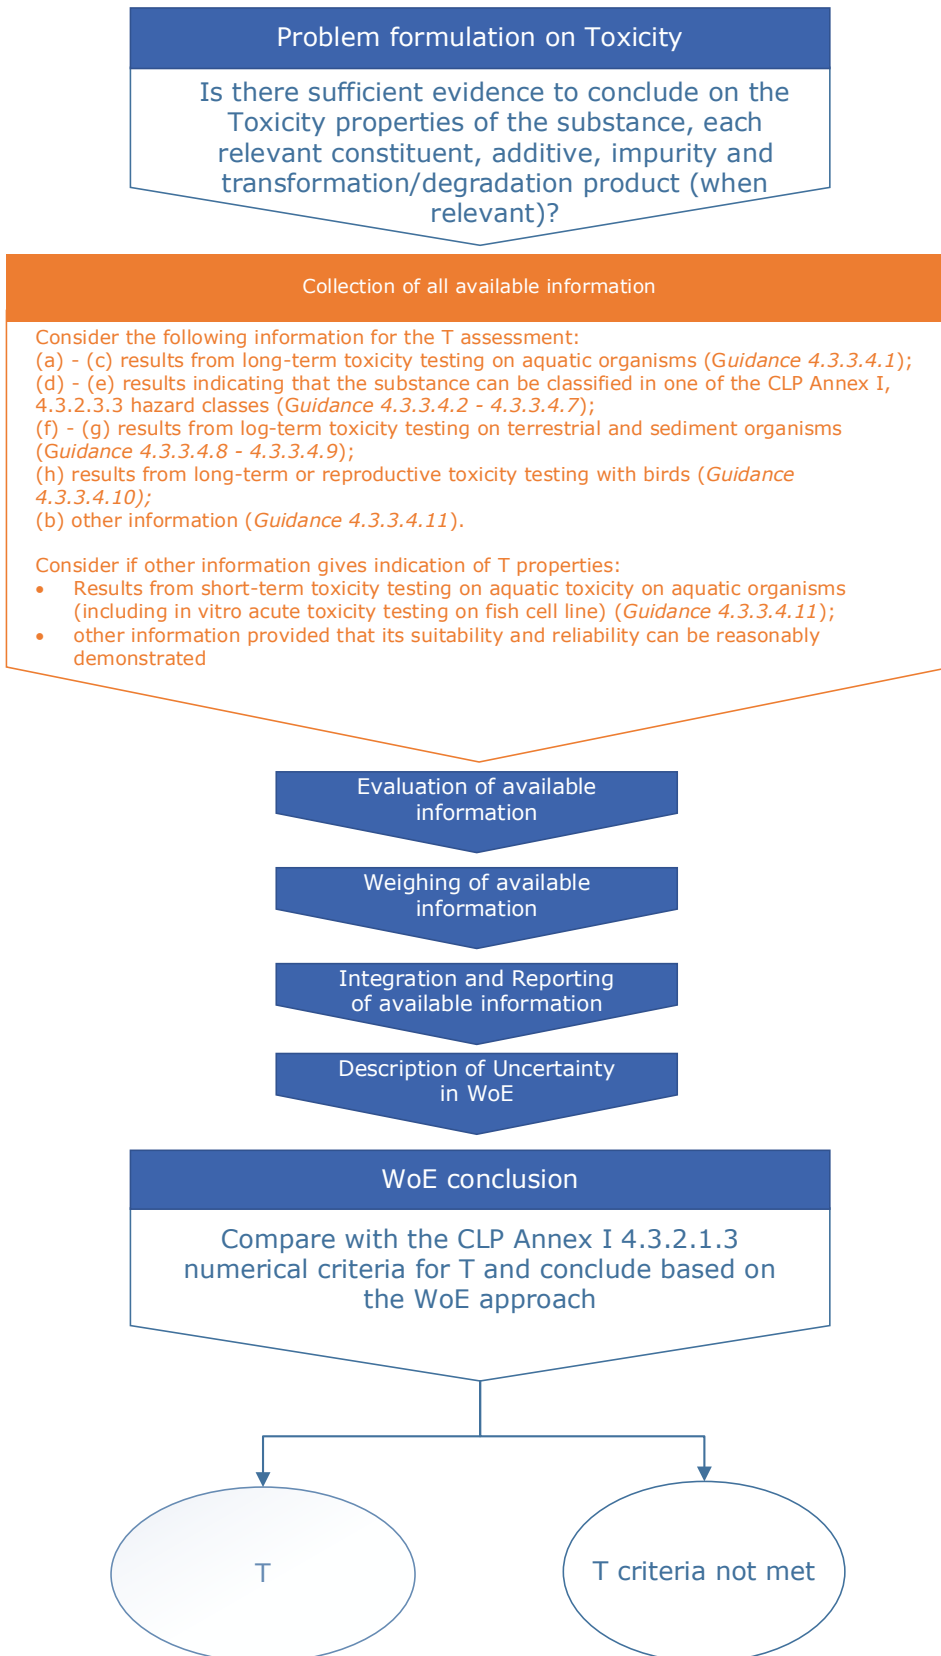 Problem formulation on Toxicity
Is there sufficient evidence to conclude on the
Toxicity properties of the substance, each
relevant constituent, additive, impurity and
transformation/degradation product (when
relevant)?
Collection of all available information
Consider the following information for the T assessment:
(a) - (c) results from long-term toxicity testing on aquatic organisms (Guidance 4.3.3.4.1);
(d) - (e) results indicating that the substance can be classified in one of the CLP Annex I,
4.3.2.3.3 hazard classes (Guidance 4.3.3.4.2 - 4.3.3.4.7);
(f) - (g) results from log-term toxicity testing on terrestrial and sediment organisms
(Guidance 4.3.3.4.8 - 4.3.3.4.9);
(h) results from long-term or reproductive toxicity testing with birds (Guidance
4.3.3.4.10);
(b) other information (Guidance 4.3.3.4.11).
Consider if other information gives indication of T properties:
• Results from short-term toxicity testing on aquatic toxicity on aquatic organisms
(including in vitro acute toxicity testing on fish cell line) (Guidance 4.3.3.4.11);
• other information provided that its suitability and reliability can be reasonably
demonstrated
Evaluation of available
information
Weighing of available
information
Integration and Reporting
of available information
Description of Uncertainty
in WoE
WoE conclusion
Compare with the CLP Annex I 4.3.2.1.3
numerical criteria for T and conclude based on
the WoE approach
T
T criteria not met